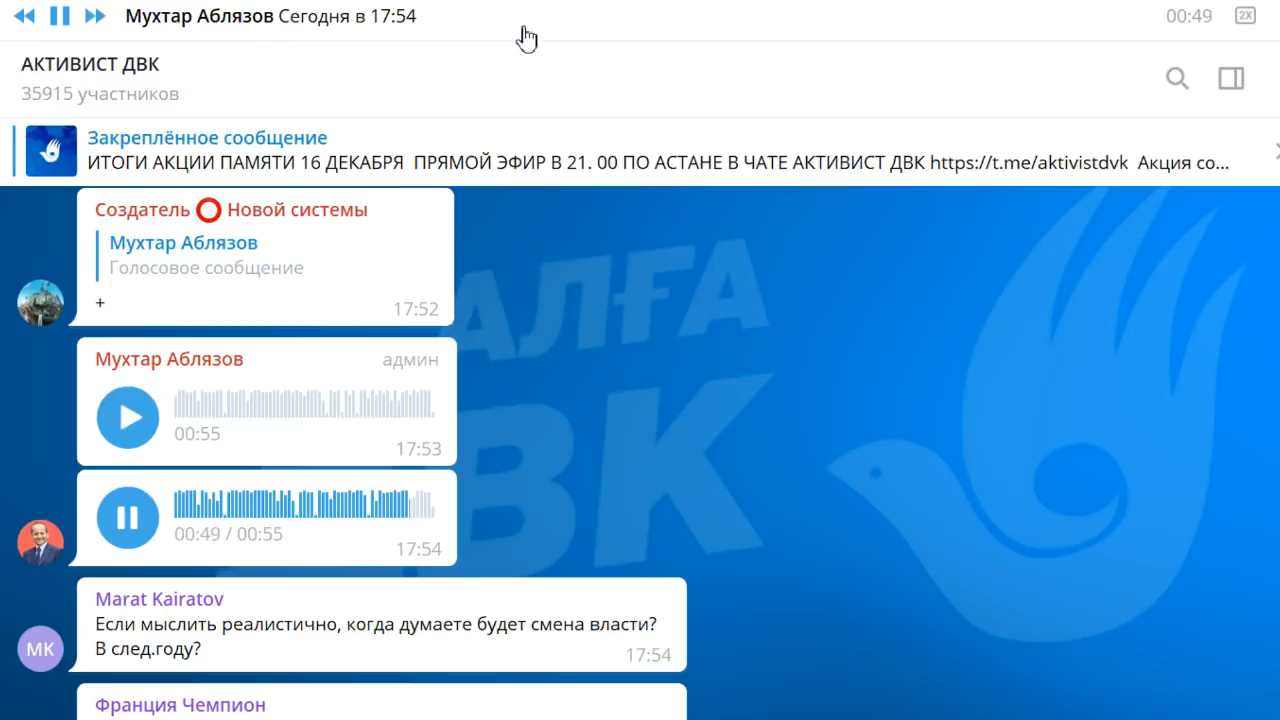 Мухтар Аблязов Сегодня в 17:54
00:49
2X
АКТИВИСТ ДВК
35915 участников
Закреплённое сообщение
ИТОГИ АКЦИИ ПАМЯТИ 16 ДЕКАБРЯ ПРЯМОЙ ЭФИР В 21. 00 ПО АСТАНЕ В ЧАТЕ АКТИВИСТ ДВК https://t.me/aktivistdvk Акция со...
Создатель ⭕ Новой системы
Мухтар Аблязов
Голосовое сообщение
+
17:52
Мухтар Аблязов
админ
00:55
17:53
00:49 / 00:55
17:54
МК
Marat Kairatov
Если мыслить реалистично, когда думаете будет смена власти?
В след.году?
17:54
Франция Чемпион
АЛҒА
ДВК